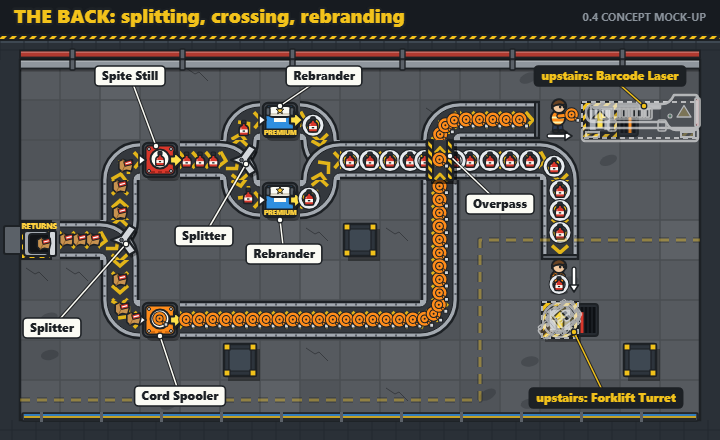 THE BACK: splitting, crossing, rebranding
0.4 CONCEPT MOCK-UP
Spite Still
Rebrander
upstairs: Barcode Laser
PREMIUM
Overpass
PREMIUM
RETURNS
Splitter
Rebrander
Splitter
Cord Spooler
upstairs: Forklift Turret